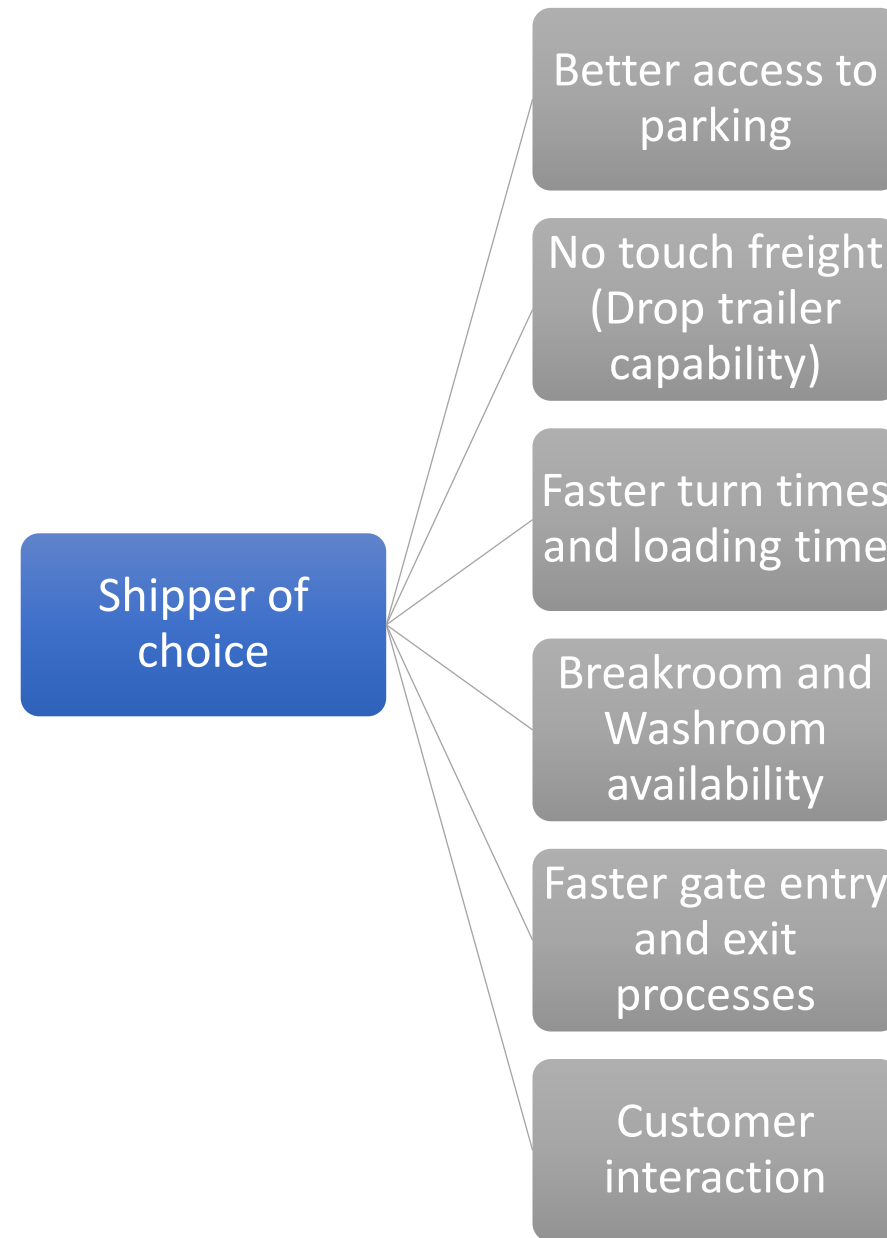 Better access to
parking
No touch freight
(Drop trailer
capability)
Faster turn times
and loading time
Shipper of
choice
Breakroom and
Washroom
availability
Faster gate entry
and exit
processes
Customer
interaction